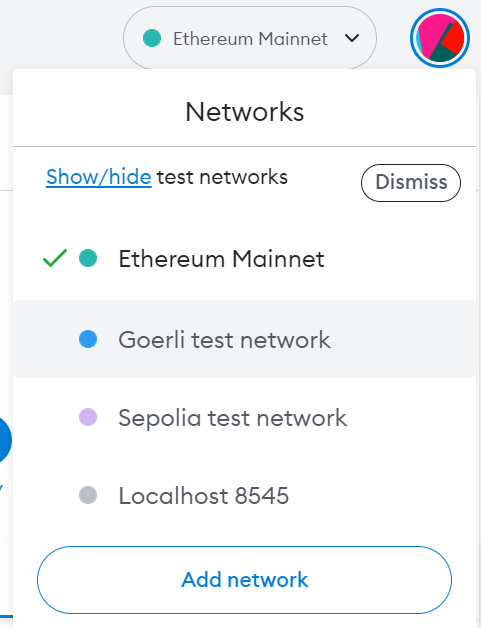 Ethereum Mainnet
Networks
Show/hide test networks
Dismiss
Ethereum Mainnet
Goerli test network
Sepolia test network
Localhost 8545
Add network